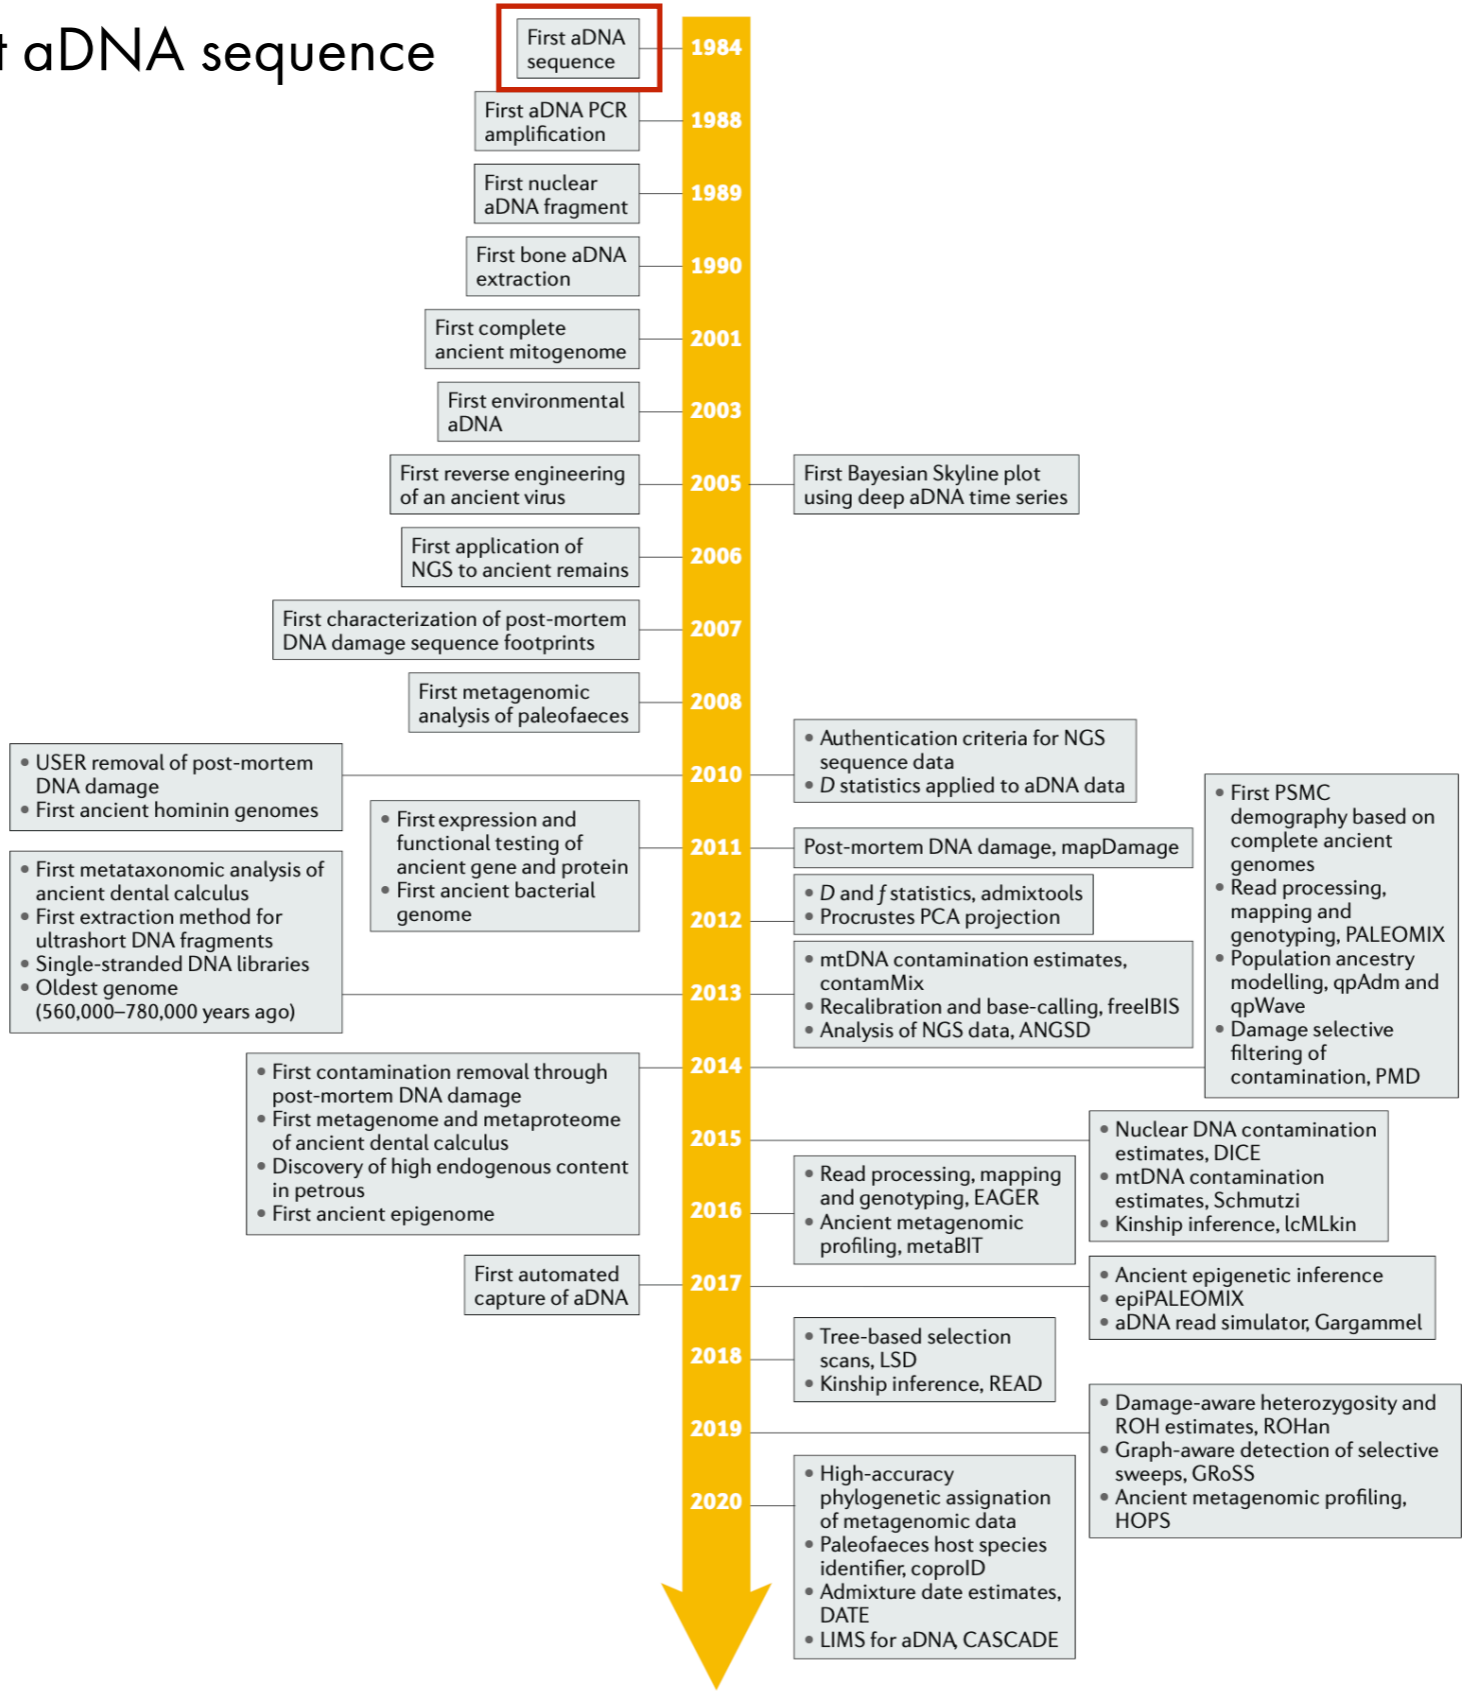 t aDNA sequence
First aDNA
sequence
1984
First aDNA PCR
amplification
1988
First nuclear
aDNA fragment
1989
First bone aDNA
extraction
1990
First complete
ancient mitogenome
2001
First environmental
aDNA
2003
First reverse engineering
of an ancient virus
2005
First Bayesian Skyline plot
using deep aDNA time series
First application of
NGS to ancient remains
2006
First characterization of post-mortem
DNA damage sequence footprints
2007
First metagenomic
analysis of paleofaeces
2008
• USER removal of post-mortem
DNA damage
• First ancient hominin genomes
2010
• Authentication criteria for NGS
sequence data
• D statistics applied to aDNA data
• First expression and
functional testing of
ancient gene and protein
• First ancient bacterial
genome
2011
Post-mortem DNA damage, mapDamage
2012
• D and f statistics, admixtools
• Procrustes PCA projection
• First metataxonomic analysis of
ancient dental calculus
• First extraction method for
ultrashort DNA fragments
• Single-stranded DNA libraries
• Oldest genome
(560,000–780,000 years ago)
2013
• mtDNA contamination estimates,
contamMix
• Recalibration and base-calling, freeIBIS
• Analysis of NGS data, ANGSD
• First contamination removal through
post-mortem DNA damage
• First metagenome and metaproteome
of ancient dental calculus
• Discovery of high endogenous content
in petrous
• First ancient epigenome
2014
• First PSMC
demography based on
complete ancient
genomes
• Read processing,
mapping and
genotyping, PALEOMIX
• Population ancestry
modelling, qpAdm and
qpWave
• Damage selective
filtering of
contamination, PMD
2015
• Nuclear DNA contamination
estimates, DICE
• mtDNA contamination
estimates, Schmutzi
• Kinship inference, lcMLkin
2016
• Read processing, mapping
and genotyping, EAGER
• Ancient metagenomic
profiling, metaBIT
First automated
capture of aDNA
2017
• Ancient epigenetic inference
• epiPALEOMIX
• aDNA read simulator, Gargammel
2018
• Tree-based selection
scans, LSD
• Kinship inference, READ
2019
• Damage-aware heterozygosity and
ROH estimates, ROHan
• Graph-aware detection of selective
sweeps, GRoSS
• Ancient metagenomic profiling,
HOPS
2020
• High-accuracy
phylogenetic assignation
of metagenomic data
• Paleofaeces host species
identifier, coproID
• Admixture date estimates,
DATE
• LIMS for aDNA, CASCADE